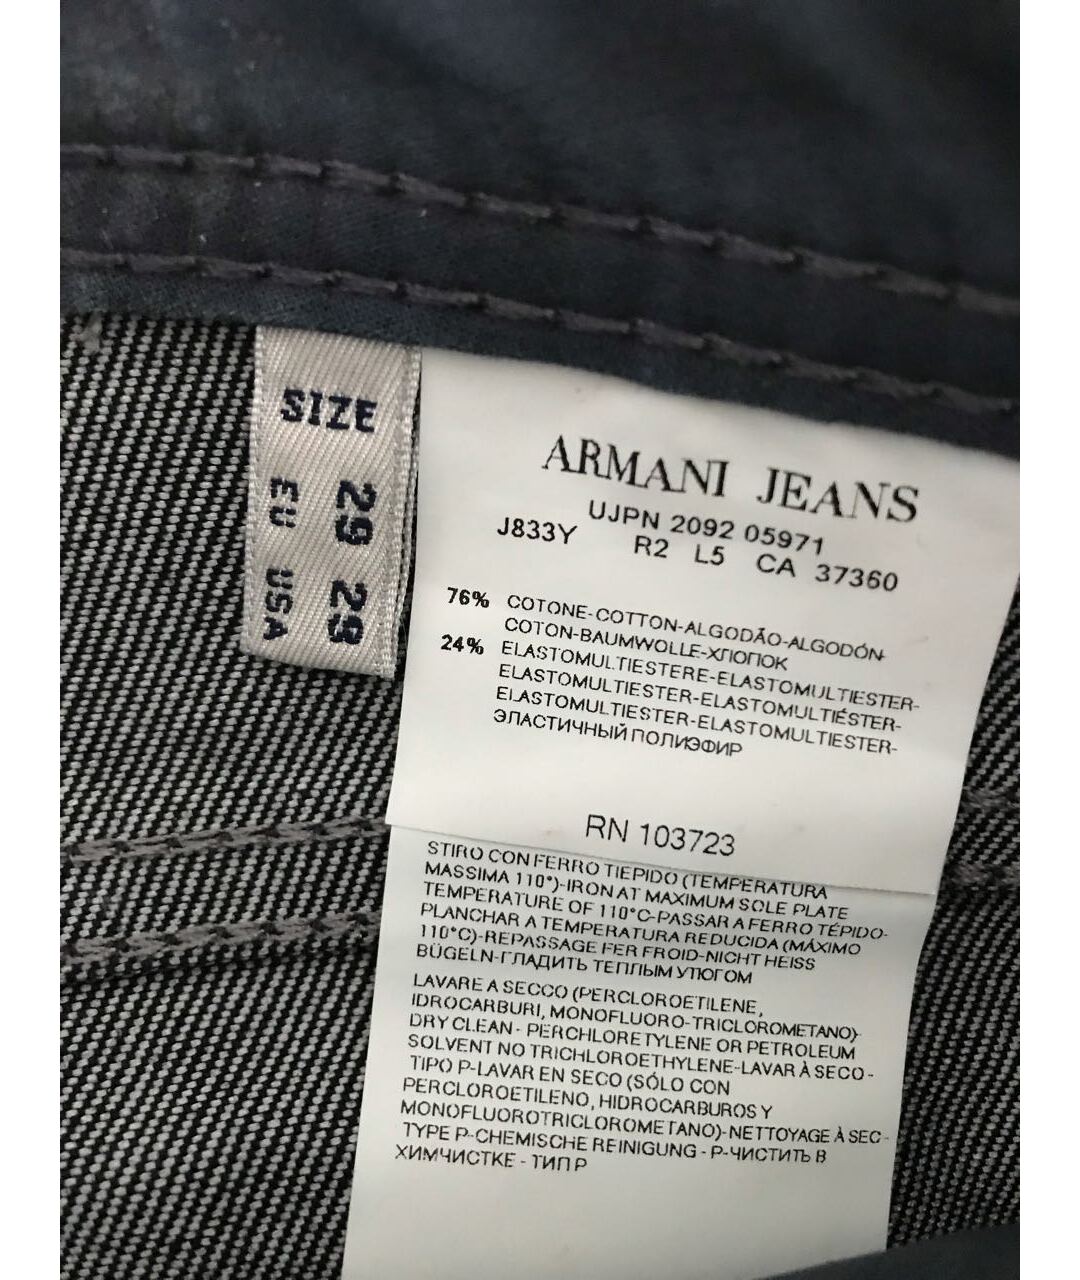 SIZE
EU 29
USA 29
ARMANI JEANS
UJPN 2092 05971
J833Y R2 L5 CA 37360
76% COTONE-COTTON-ALGODÃO-ALGODÓN-
COTON-BAUMWOLLE-ХЛОПОК
24% ELASTOMULTIESTERE-ELASTOMULTIESTER-
ELASTOMULTIESTER-ELASTOMULTIÉSTER-
ELASTOMULTIESTER-ELASTOMULTIESTER-
ЭЛАСТИЧНЫЙ ПОЛИЭФИР
RN 103723
STIRO CON FERRO TIEPIDO (TEMPERATURA
MASSIMA 110°)-IRON AT MAXIMUM SOLE PLATE
TEMPERATURE OF 110°C-PASSAR A FERRO TÉPIDO-
PLANCHAR A TEMPERATURA REDUCIDA (MÁXIMO
110°C)-REPASSAGE FER FROID-NICHT HEISS
BÜGELN-ГЛАДИТЬ ТЕПЛЫМ УТЮГОМ
LAVARE A SECCO (PERCLOROETILENE,
IDROCARBURI, MONOFLUORO-TRICLOROMETANO)-
DRY CLEAN - PERCHLORETYLENE OR PETROLEUM
SOLVENT NO TRICHLOROETHYLENE-LAVAR À SECO -
TIPO P-LAVAR EN SECO (SÓLO CON
PERCLOROETILENO, HIDROCARBUROS Y
MONOFLUOROTRICLOROMETANO)-NETTOYAGE À SEC -
TYPE P-CHEMISCHE REINIGUNG - P-ЧИСТИТЬ В
ХИМЧИСТКЕ - ТИП P